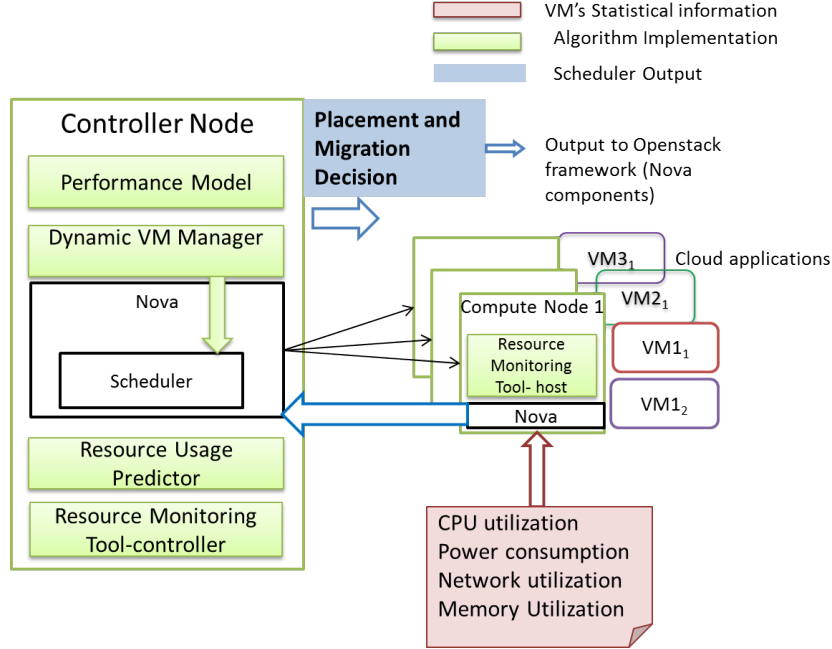 VM's Statistical information
Algorithm Implementation
Scheduler Output
Controller Node
Performance Model
Dynamic VM Manager
Nova
Scheduler
Resource Usage
Predictor
Resource Monitoring
Tool-controller
Placement and
Migration
Decision
Output to Openstack
framework (Nova
components)
VM3₁
Cloud applications
VM2₁
Compute Node 1
Resource
Monitoring
Tool- host
VM1₁
Nova
VM1₂
CPU utilization
Power consumption
Network utilization
Memory Utilization